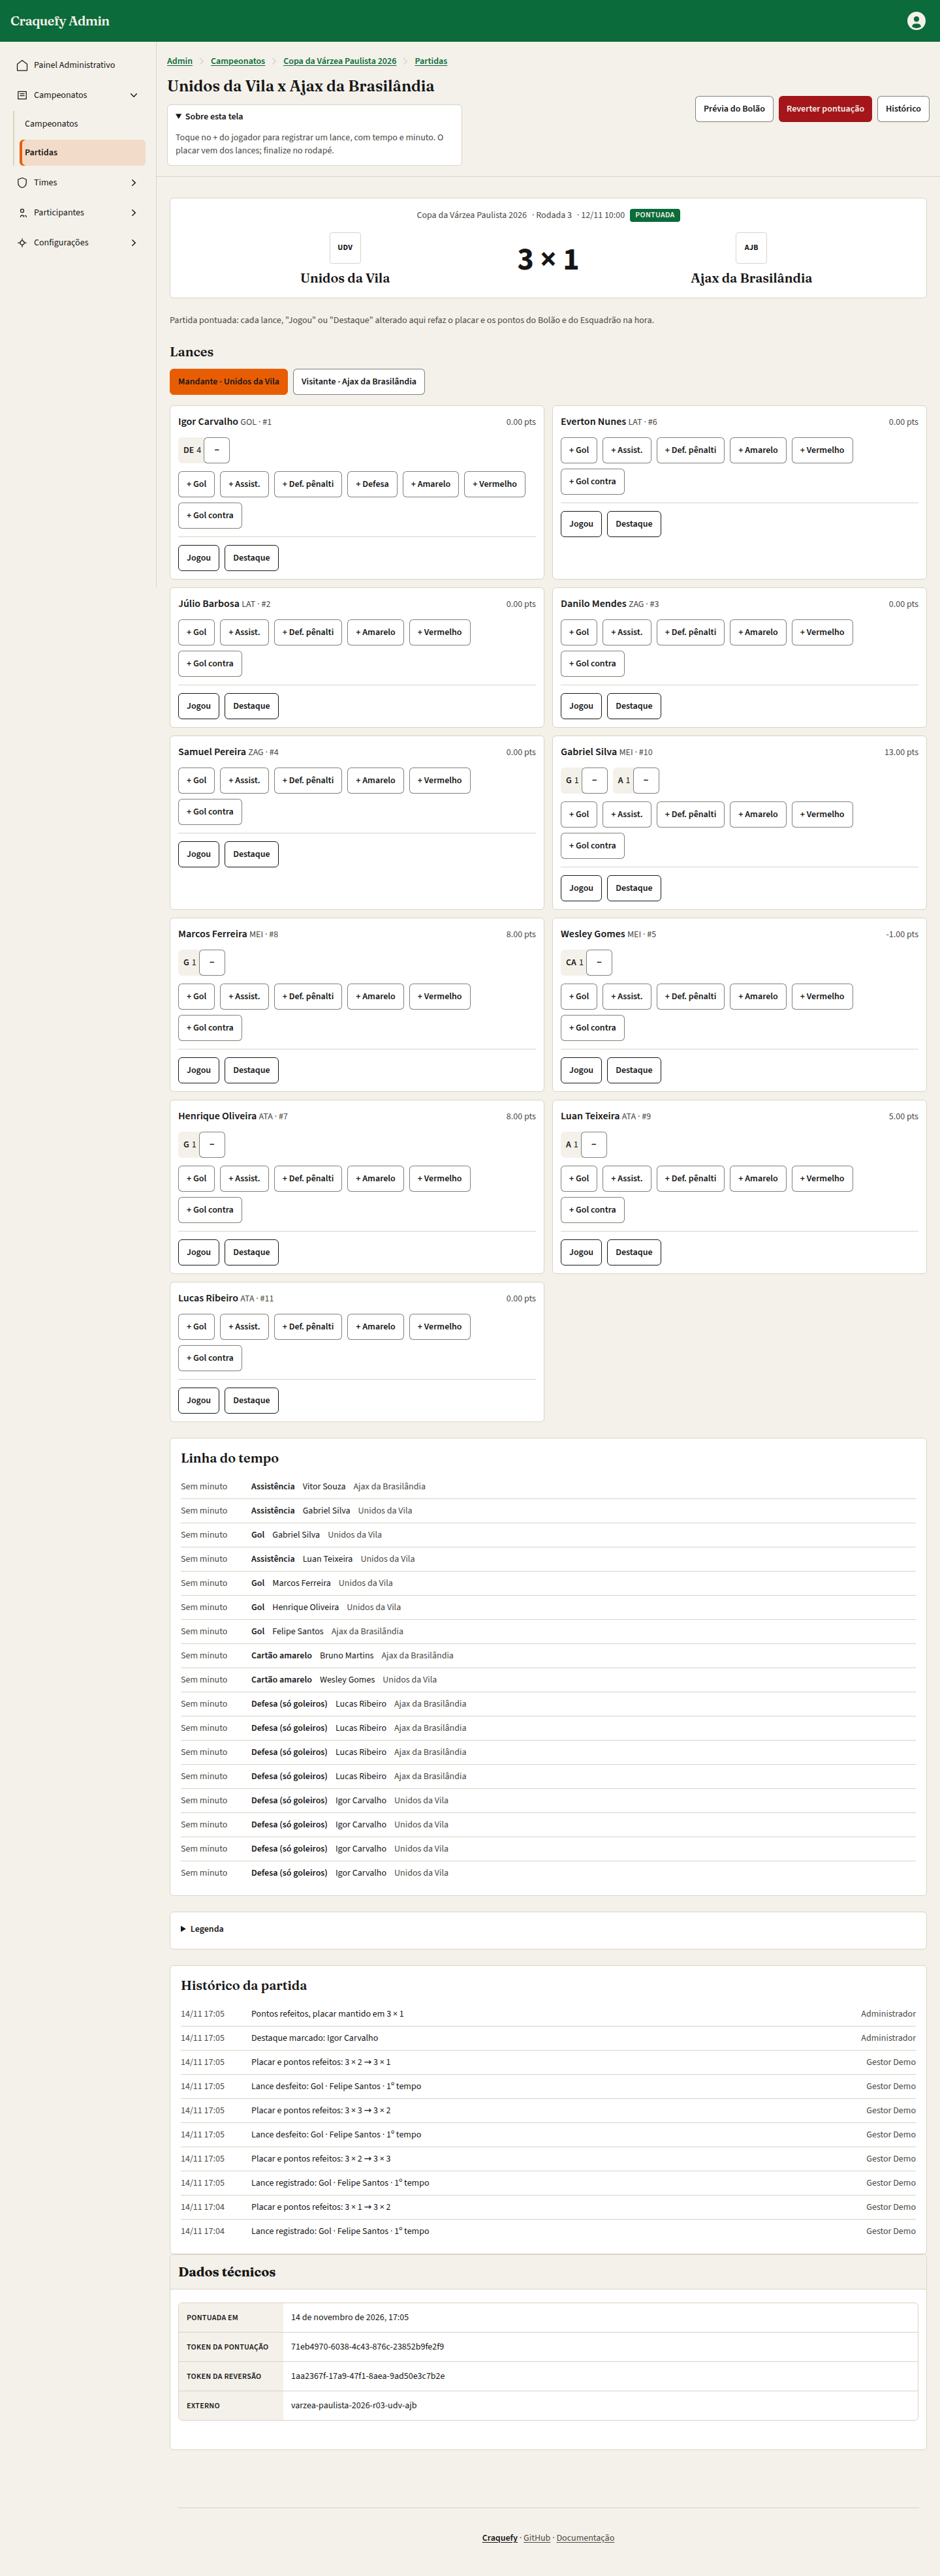 Craquefy Admin
Painel Administrativo
Campeonatos
Campeonatos
Partidas
Times
Participantes
Configurações
Admin
Campeonatos
Copa da Várzea Paulista 2026
Partidas
Unidos da Vila x Ajax da Brasilândia
▼ Sobre esta tela
Toque no + do jogador para registrar um lance, com tempo e minuto. O
placar vem dos lances; finalize no rodapé.
Prévia do Bolão
Reverter pontuação
Histórico
Copa da Várzea Paulista 2026 · Rodada 3 · 12/11 10:00 PONTUADA
UDV
Unidos da Vila
3 × 1
AJB
Ajax da Brasilândia
Partida pontuada: cada lance, "Jogou" ou "Destaque" alterado aqui refaz o placar e os pontos do Bolão e do Esquadrão na hora.
Lances
Mandante · Unidos da Vila
Visitante · Ajax da Brasilândia
Igor Carvalho GOL · #1 0.00 pts
DE 4 −
+ Gol + Assist. + Def. pênalti + Defesa + Amarelo + Vermelho
+ Gol contra
Jogou Destaque
Everton Nunes LAT · #6 0.00 pts
+ Gol + Assist. + Def. pênalti + Amarelo + Vermelho
+ Gol contra
Jogou Destaque
Júlio Barbosa LAT · #2 0.00 pts
+ Gol + Assist. + Def. pênalti + Amarelo + Vermelho
+ Gol contra
Jogou Destaque
Danilo Mendes ZAG · #3 0.00 pts
+ Gol + Assist. + Def. pênalti + Amarelo + Vermelho
+ Gol contra
Jogou Destaque
Samuel Pereira ZAG · #4 0.00 pts
+ Gol + Assist. + Def. pênalti + Amarelo + Vermelho
+ Gol contra
Jogou Destaque
Gabriel Silva MEI · #10 13.00 pts
G 1 − A 1 −
+ Gol + Assist. + Def. pênalti + Amarelo + Vermelho
+ Gol contra
Jogou Destaque
Marcos Ferreira MEI · #8 8.00 pts
G 1 −
+ Gol + Assist. + Def. pênalti + Amarelo + Vermelho
+ Gol contra
Jogou Destaque
Wesley Gomes MEI · #5 -1.00 pts
CA 1 −
+ Gol + Assist. + Def. pênalti + Amarelo + Vermelho
+ Gol contra
Jogou Destaque
Henrique Oliveira ATA · #7 8.00 pts
G 1 −
+ Gol + Assist. + Def. pênalti + Amarelo + Vermelho
+ Gol contra
Jogou Destaque
Luan Teixeira ATA · #9 5.00 pts
A 1 −
+ Gol + Assist. + Def. pênalti + Amarelo + Vermelho
+ Gol contra
Jogou Destaque
Lucas Ribeiro ATA · #11 0.00 pts
+ Gol + Assist. + Def. pênalti + Amarelo + Vermelho
+ Gol contra
Jogou Destaque
Linha do tempo
Sem minuto Assistência Vitor Souza Ajax da Brasilândia
Sem minuto Assistência Gabriel Silva Unidos da Vila
Sem minuto Gol Gabriel Silva Unidos da Vila
Sem minuto Assistência Luan Teixeira Unidos da Vila
Sem minuto Gol Marcos Ferreira Unidos da Vila
Sem minuto Gol Henrique Oliveira Unidos da Vila
Sem minuto Gol Felipe Santos Ajax da Brasilândia
Sem minuto Cartão amarelo Bruno Martins Ajax da Brasilândia
Sem minuto Cartão amarelo Wesley Gomes Unidos da Vila
Sem minuto Defesa (só goleiros) Lucas Ribeiro Ajax da Brasilândia
Sem minuto Defesa (só goleiros) Lucas Ribeiro Ajax da Brasilândia
Sem minuto Defesa (só goleiros) Lucas Ribeiro Ajax da Brasilândia
Sem minuto Defesa (só goleiros) Lucas Ribeiro Ajax da Brasilândia
Sem minuto Defesa (só goleiros) Igor Carvalho Unidos da Vila
Sem minuto Defesa (só goleiros) Igor Carvalho Unidos da Vila
Sem minuto Defesa (só goleiros) Igor Carvalho Unidos da Vila
Sem minuto Defesa (só goleiros) Igor Carvalho Unidos da Vila
▶ Legenda
Histórico da partida
14/11 17:05 Pontos refeitos, placar mantido em 3 × 1 Administrador
14/11 17:05 Destaque marcado: Igor Carvalho Administrador
14/11 17:05 Placar e pontos refeitos: 3 × 2 → 3 × 1 Gestor Demo
14/11 17:05 Lance desfeito: Gol · Felipe Santos · 1º tempo Gestor Demo
14/11 17:05 Placar e pontos refeitos: 3 × 3 → 3 × 2 Gestor Demo
14/11 17:05 Lance desfeito: Gol · Felipe Santos · 1º tempo Gestor Demo
14/11 17:05 Placar e pontos refeitos: 3 × 2 → 3 × 3 Gestor Demo
14/11 17:05 Lance registrado: Gol · Felipe Santos · 1º tempo Gestor Demo
14/11 17:04 Placar e pontos refeitos: 3 × 1 → 3 × 2 Gestor Demo
14/11 17:04 Lance registrado: Gol · Felipe Santos · 1º tempo Gestor Demo
Dados técnicos
PONTUADA EM 14 de novembro de 2026, 17:05
TOKEN DA PONTUAÇÃO 71eb4970-6038-4c43-876c-23852b9fe2f9
TOKEN DA REVERSÃO 1aa2367f-17a9-47f1-8aea-9ad50e3c7b2e
EXTERNO varzea-paulista-2026-r03-udv-ajb
Craquefy · GitHub · Documentação